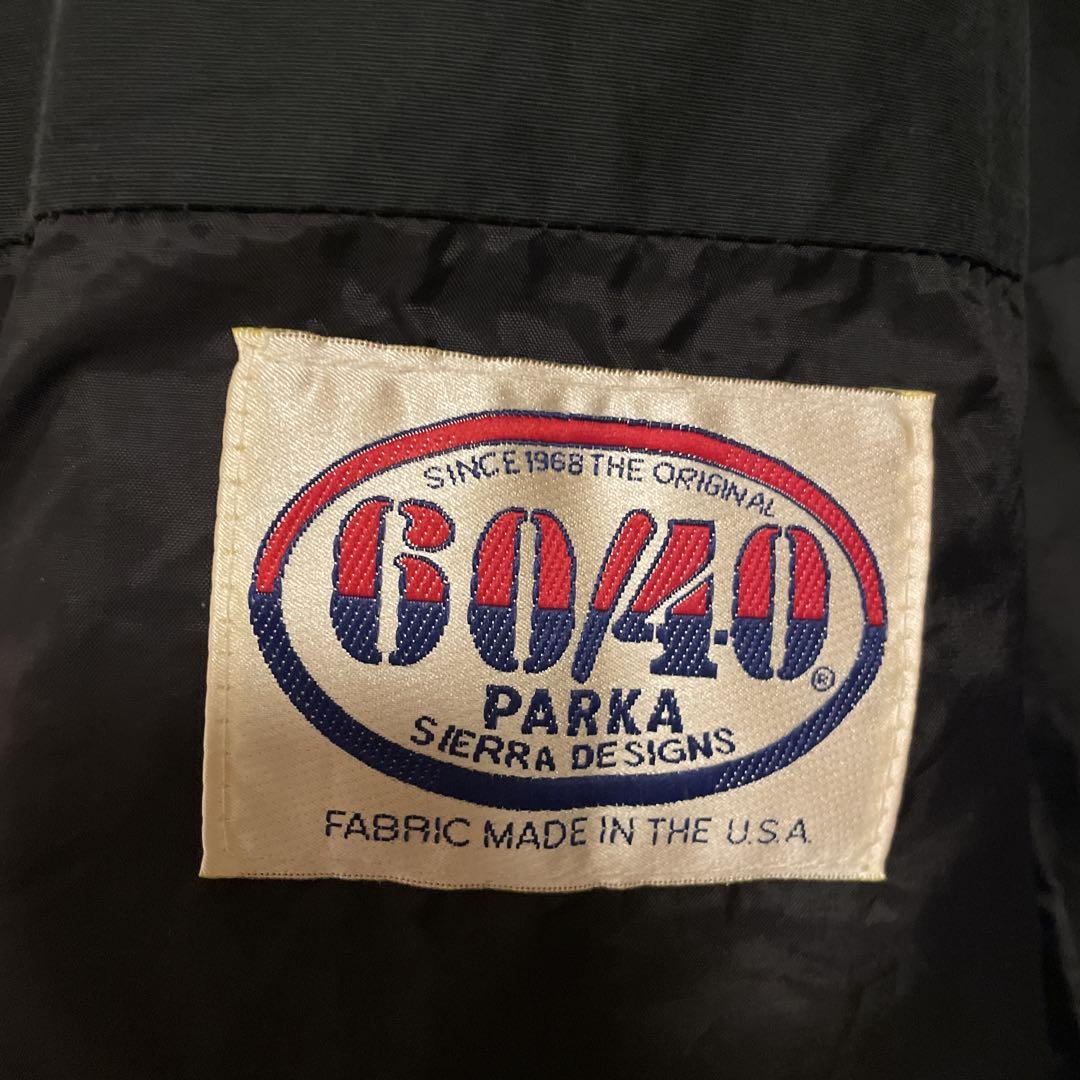 SINCE 1968 THE ORIGINAL
60/40®
PARKA
SIERRA DESIGNS
FABRIC MADE IN THE U.S.A.